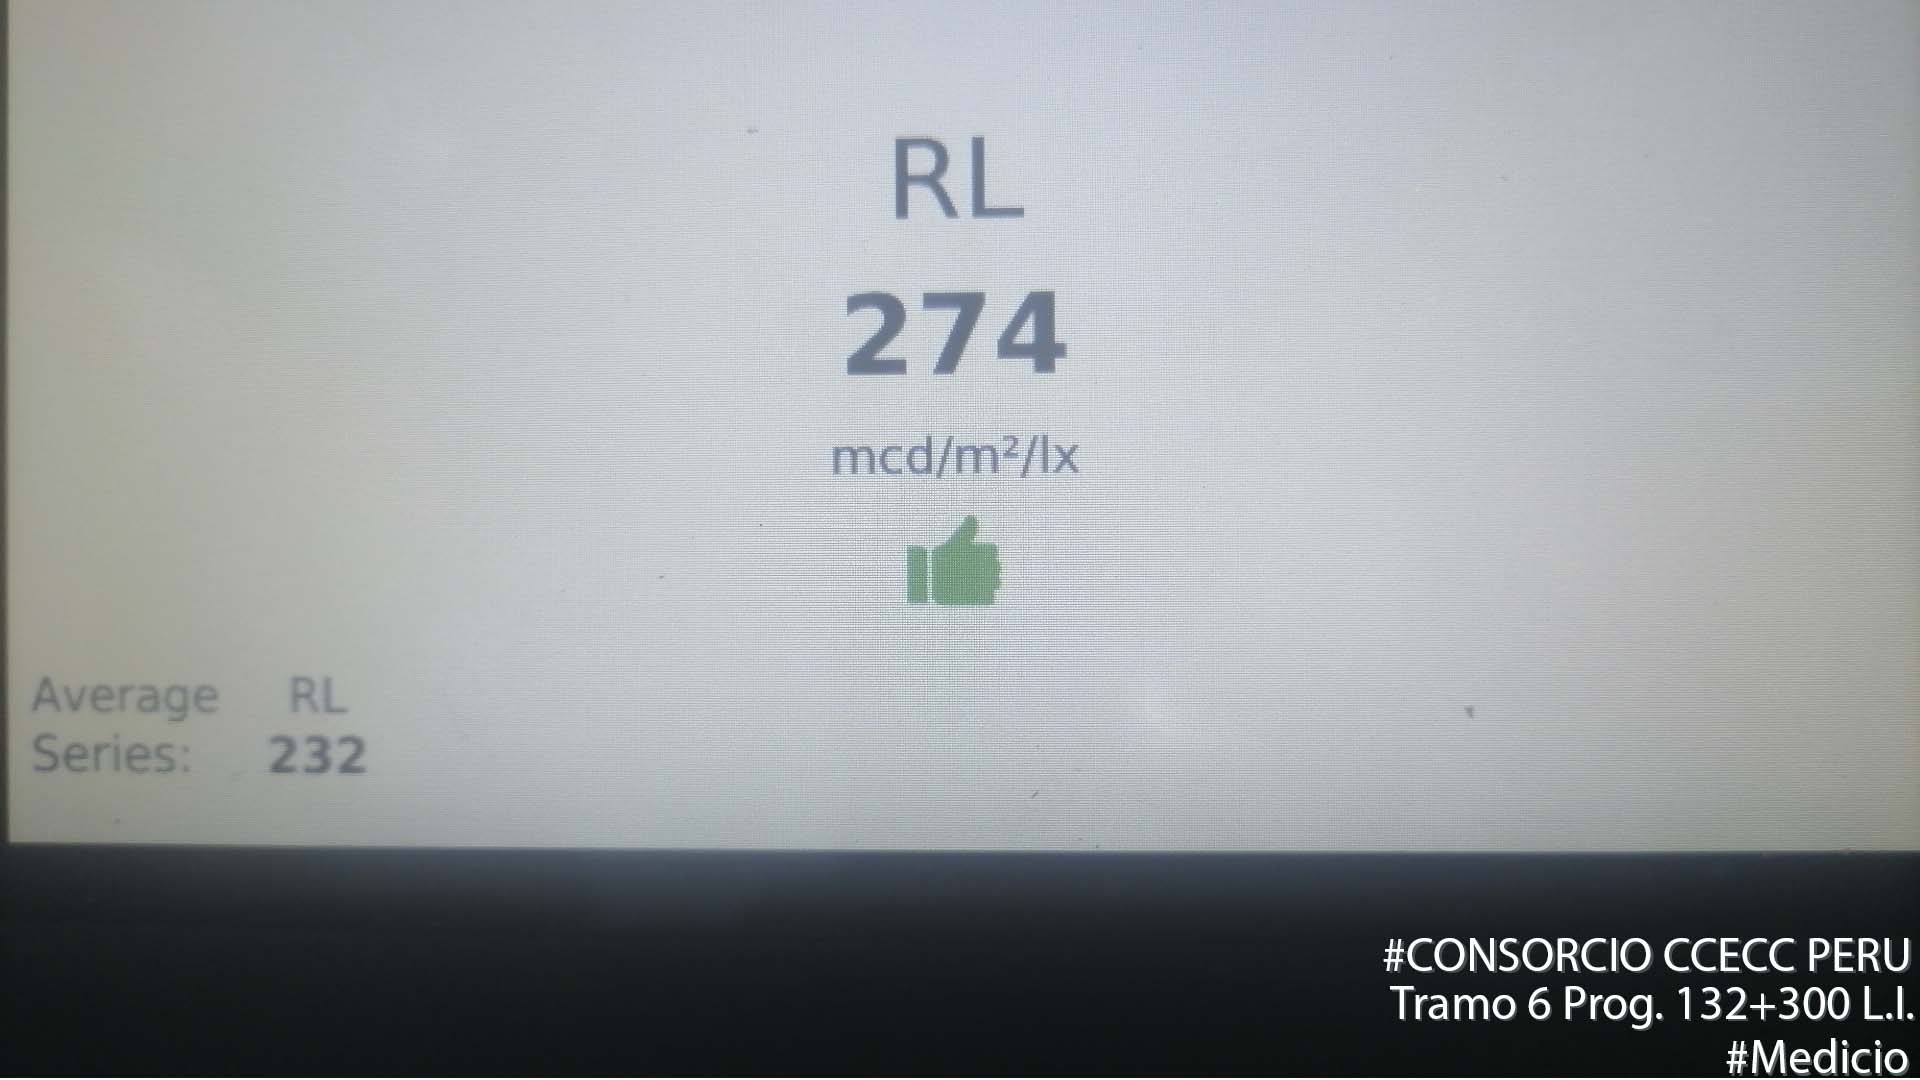 RL
274
mcd/m²/lx
Average RL
Series: 232
#CONSORCIO CCECC PERU
Tramo 6 Prog. 132+300 L.I.
#Medicio